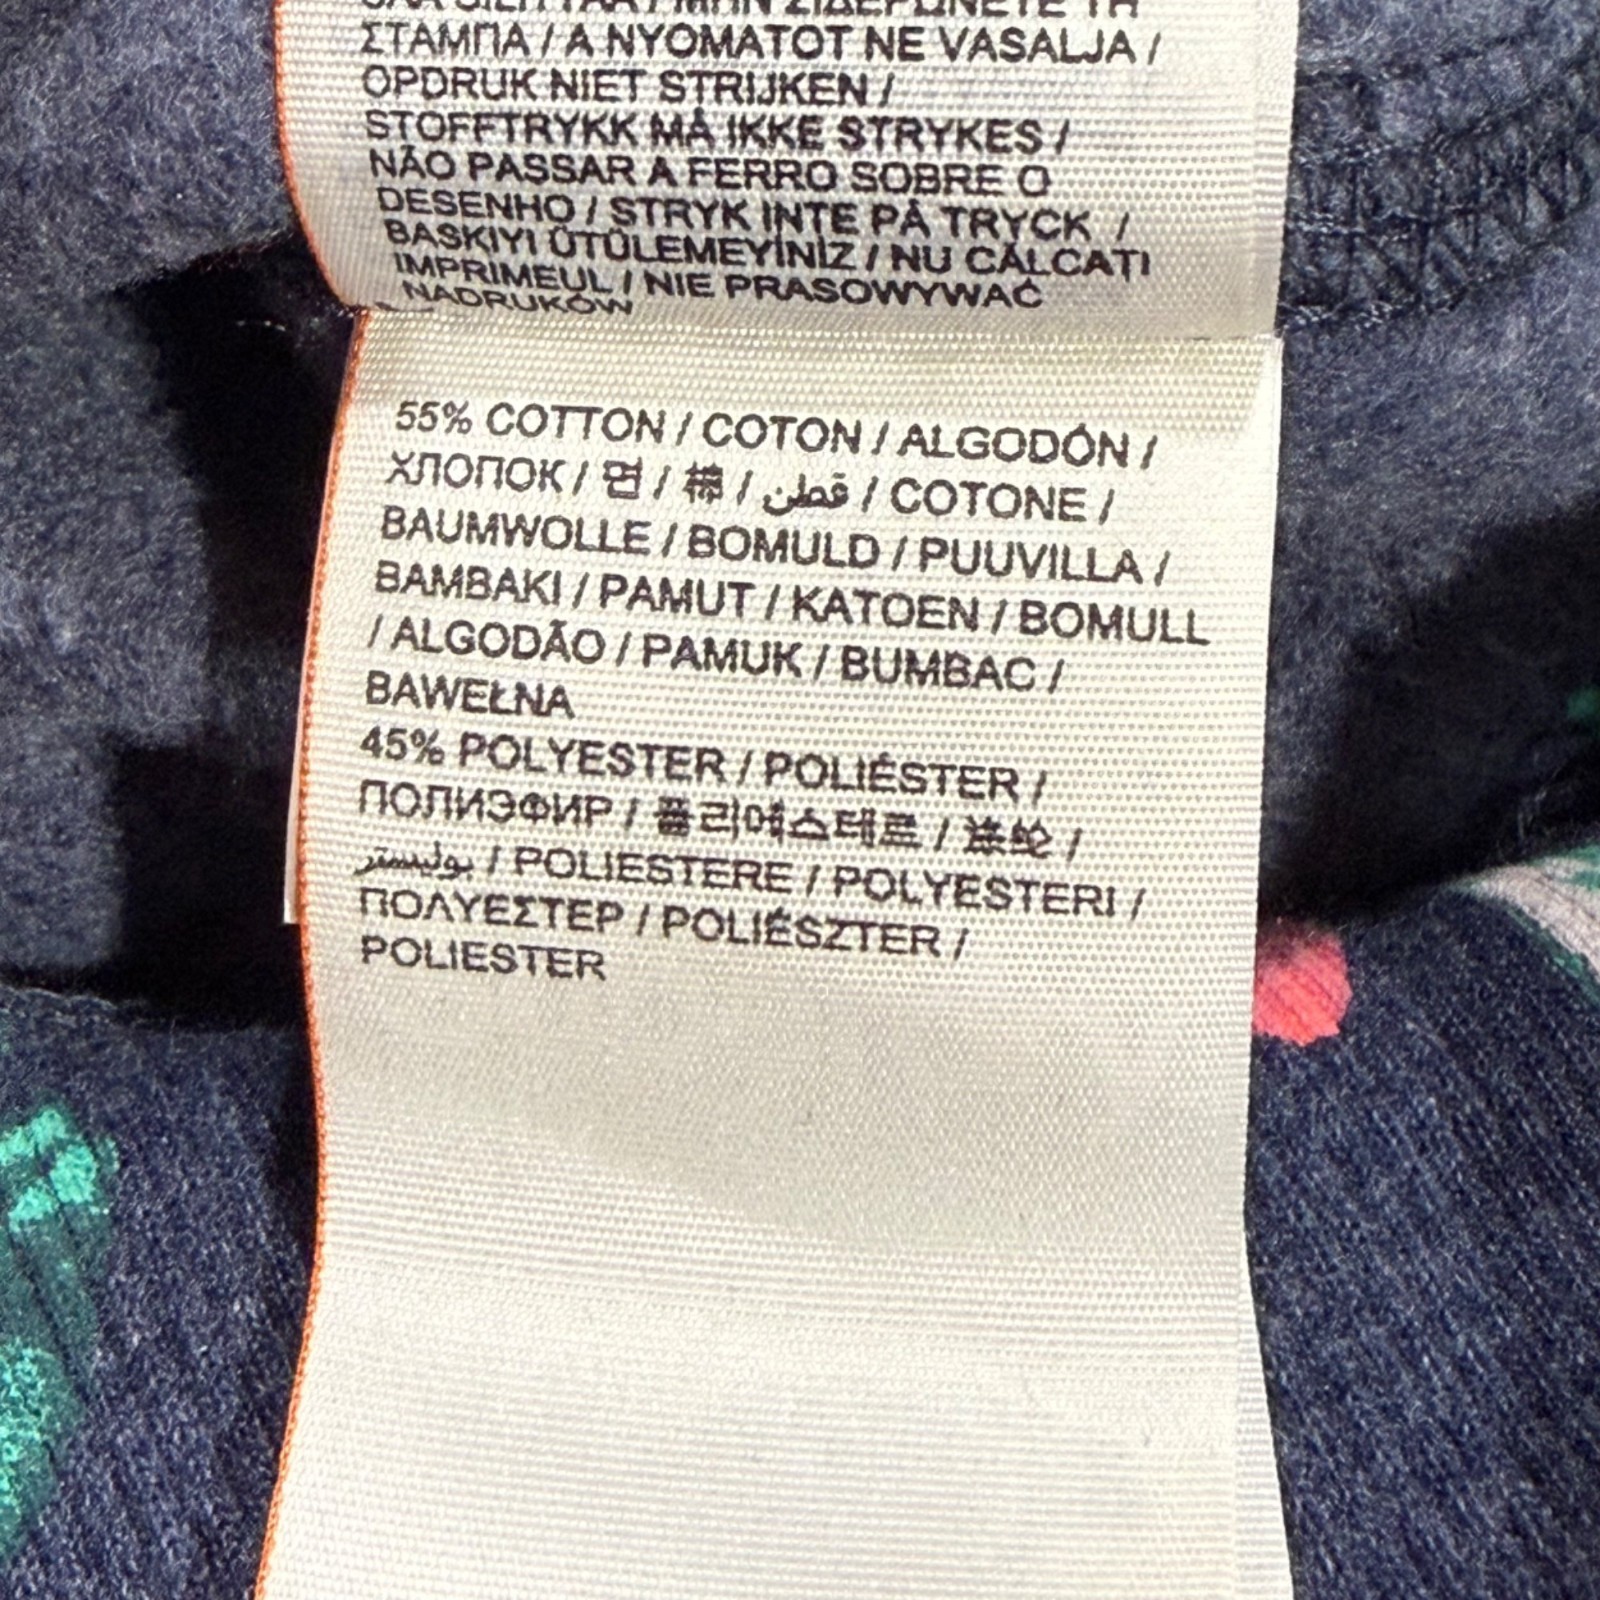 ΣΤΑΜΠΑ / A NYOMATOT NE VASALJA /
OPDRUK NIET STRIJKEN /
STOFFTRYKK MÅ IKKE STRYKES /
NÃO PASSAR A FERRO SOBRE O
DESENHO / STRYK INTE PÅ TRYCK /
BASKIYI ÜTÜLEMEYİNİZ / NU CĂLCAȚI
IMPRIMEUL / NIE PRASOWYWAĆ
NADRUKÓW
55% COTTON / COTON / ALGODÓN /
ХЛОПОК / 면 / 棉 / قطن / COTONE /
BAUMWOLLE / BOMULD / PUUVILLA /
BAMBAKI / PAMUT / KATOEN / BOMULL
/ ALGODÃO / PAMUK / BUMBAC /
BAWEŁNA
45% POLYESTER / POLIÉSTER /
ПОЛИЭФИР / 폴리에스테르 / 涤纶 /
بوليستر / POLIESTERE / POLYESTERI /
ΠΟΛΥΕΣΤΕΡ / POLIÉSZTER /
POLIESTER